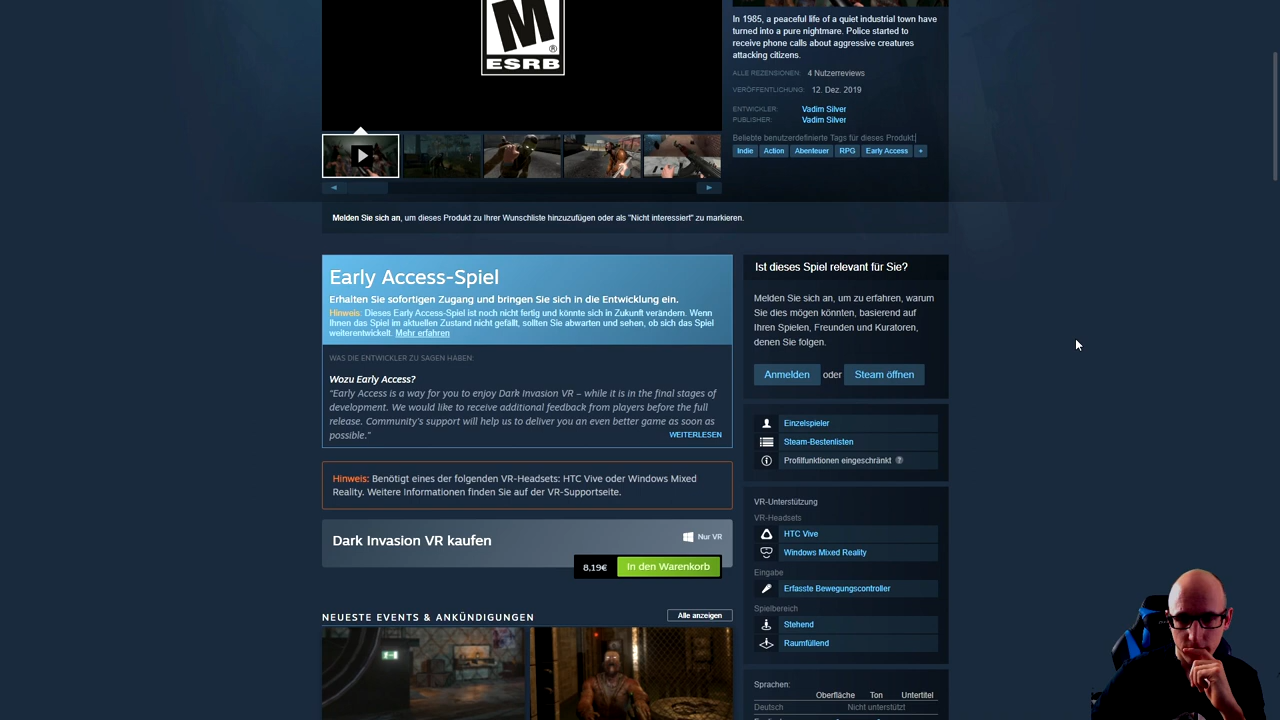 M
®
ESRB
In 1985, a peaceful life of a quiet industrial town have
turned into a pure nightmare. Police started to
receive phone calls about aggressive creatures
attacking citizens.
ALLE REZENSIONEN: 4 Nutzerreviews
VERÖFFENTLICHUNG: 12. Dez. 2019
ENTWICKLER: Vadim Silver
PUBLISHER: Vadim Silver
Beliebte benutzerdefinierte Tags für dieses Produkt:
Indie Action Abenteuer RPG Early Access +
Melden Sie sich an, um dieses Produkt zu Ihrer Wunschliste hinzuzufügen oder als "Nicht interessiert" zu markieren.
Early Access-Spiel
Erhalten Sie sofortigen Zugang und bringen Sie sich in die Entwicklung ein.
Hinweis: Dieses Early Access-Spiel ist noch nicht fertig und könnte sich in Zukunft verändern. Wenn
Ihnen das Spiel im aktuellen Zustand nicht gefällt, sollten Sie abwarten und sehen, ob sich das Spiel
weiterentwickelt. Mehr erfahren
WAS DIE ENTWICKLER ZU SAGEN HABEN:
Wozu Early Access?
“Early Access is a way for you to enjoy Dark Invasion VR – while it is in the final stages of
development. We would like to receive additional feedback from players before the full
release. Community's support will help us to deliver you an even better game as soon as
possible.”
WEITERLESEN
Hinweis: Benötigt eines der folgenden VR-Headsets: HTC Vive oder Windows Mixed
Reality. Weitere Informationen finden Sie auf der VR-Supportseite.
Dark Invasion VR kaufen
Nur VR
8,19€ In den Warenkorb
NEUESTE EVENTS & ANKÜNDIGUNGEN
Alle anzeigen
Ist dieses Spiel relevant für Sie?
Melden Sie sich an, um zu erfahren, warum
Sie dies mögen könnten, basierend auf
Ihren Spielen, Freunden und Kuratoren,
denen Sie folgen.
Anmelden oder Steam öffnen
Einzelspieler
Steam-Bestenlisten
Profilfunktionen eingeschränkt ?
VR-Unterstützung
VR-Headsets
HTC Vive
Windows Mixed Reality
Eingabe
Erfasste Bewegungscontroller
Spielbereich
Stehend
Raumfüllend
Sprachen:
Oberfläche Ton Untertitel
Deutsch Nicht unterstützt